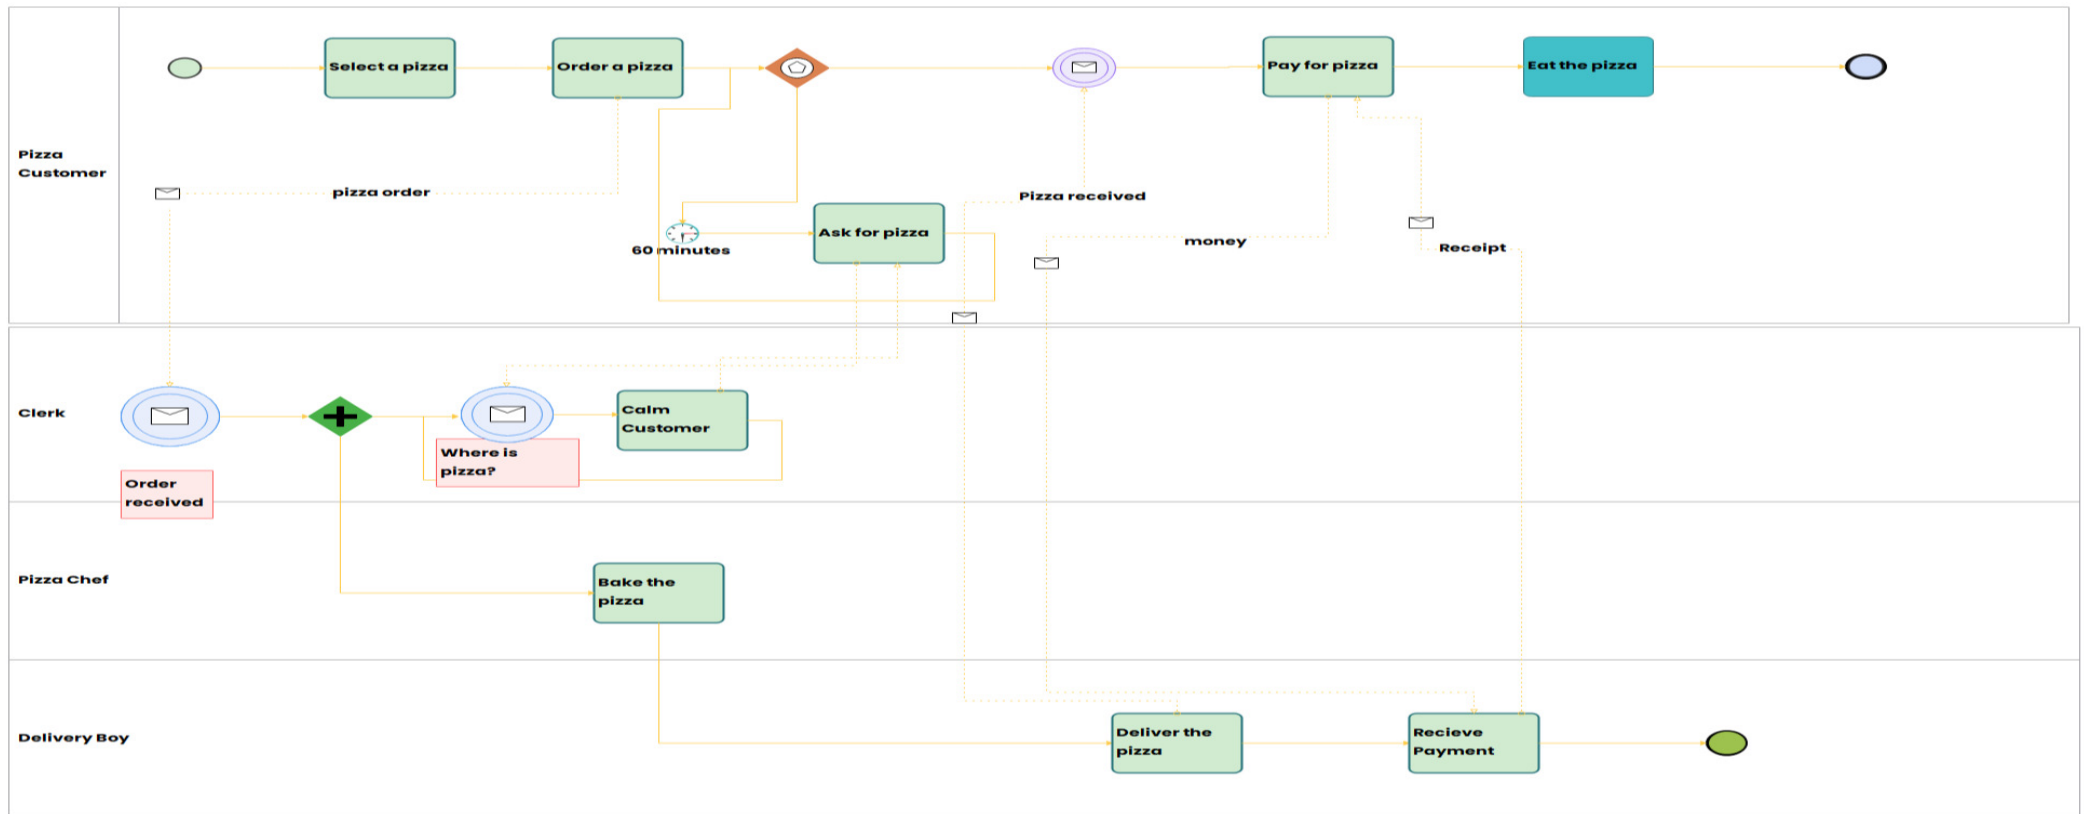 Select a pizza
Order a pizza
Pay for pizza
Eat the pizza
Pizza
Customer
pizza order
Pizza received
Ask for pizza
60 minutes
money
Receipt
Clerk
Calm
Customer
Where is
pizza?
Order
received
Pizza Chef
Bake the
pizza
Delivery Boy
Deliver the
pizza
Recieve
Payment